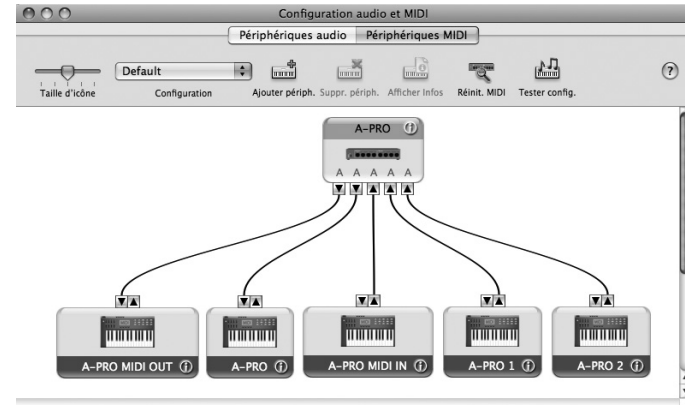 Configuration audio et MIDI
Périphériques audio Périphériques MIDI
Default
?
Taille d'icône Configuration Ajouter périph. Suppr. périph. Afficher Infos Réinit. MIDI Tester config.
A-PRO i
A A A A A
A-PRO MIDI OUT i A-PRO i A-PRO MIDI IN i A-PRO 1 i A-PRO 2 i